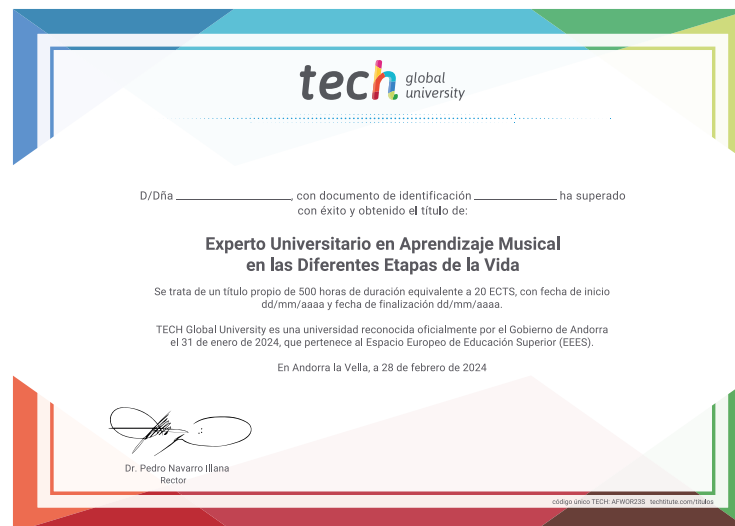 tech global university
D/Dña ____________, con documento de identificación ____________ ha superado
con éxito y obtenido el título de:
Experto Universitario en Aprendizaje Musical
en las Diferentes Etapas de la Vida
Se trata de un título propio de 500 horas de duración equivalente a 20 ECTS, con fecha de inicio
dd/mm/aaaa y fecha de finalización dd/mm/aaaa.
TECH Global University es una universidad reconocida oficialmente por el Gobierno de Andorra
el 31 de enero de 2024, que pertenece al Espacio Europeo de Educación Superior (EEES).
En Andorra la Vella, a 28 de febrero de 2024
Dr. Pedro Navarro Illana
Rector
código único TECH: AFWOR23S techtitute.com/titulos